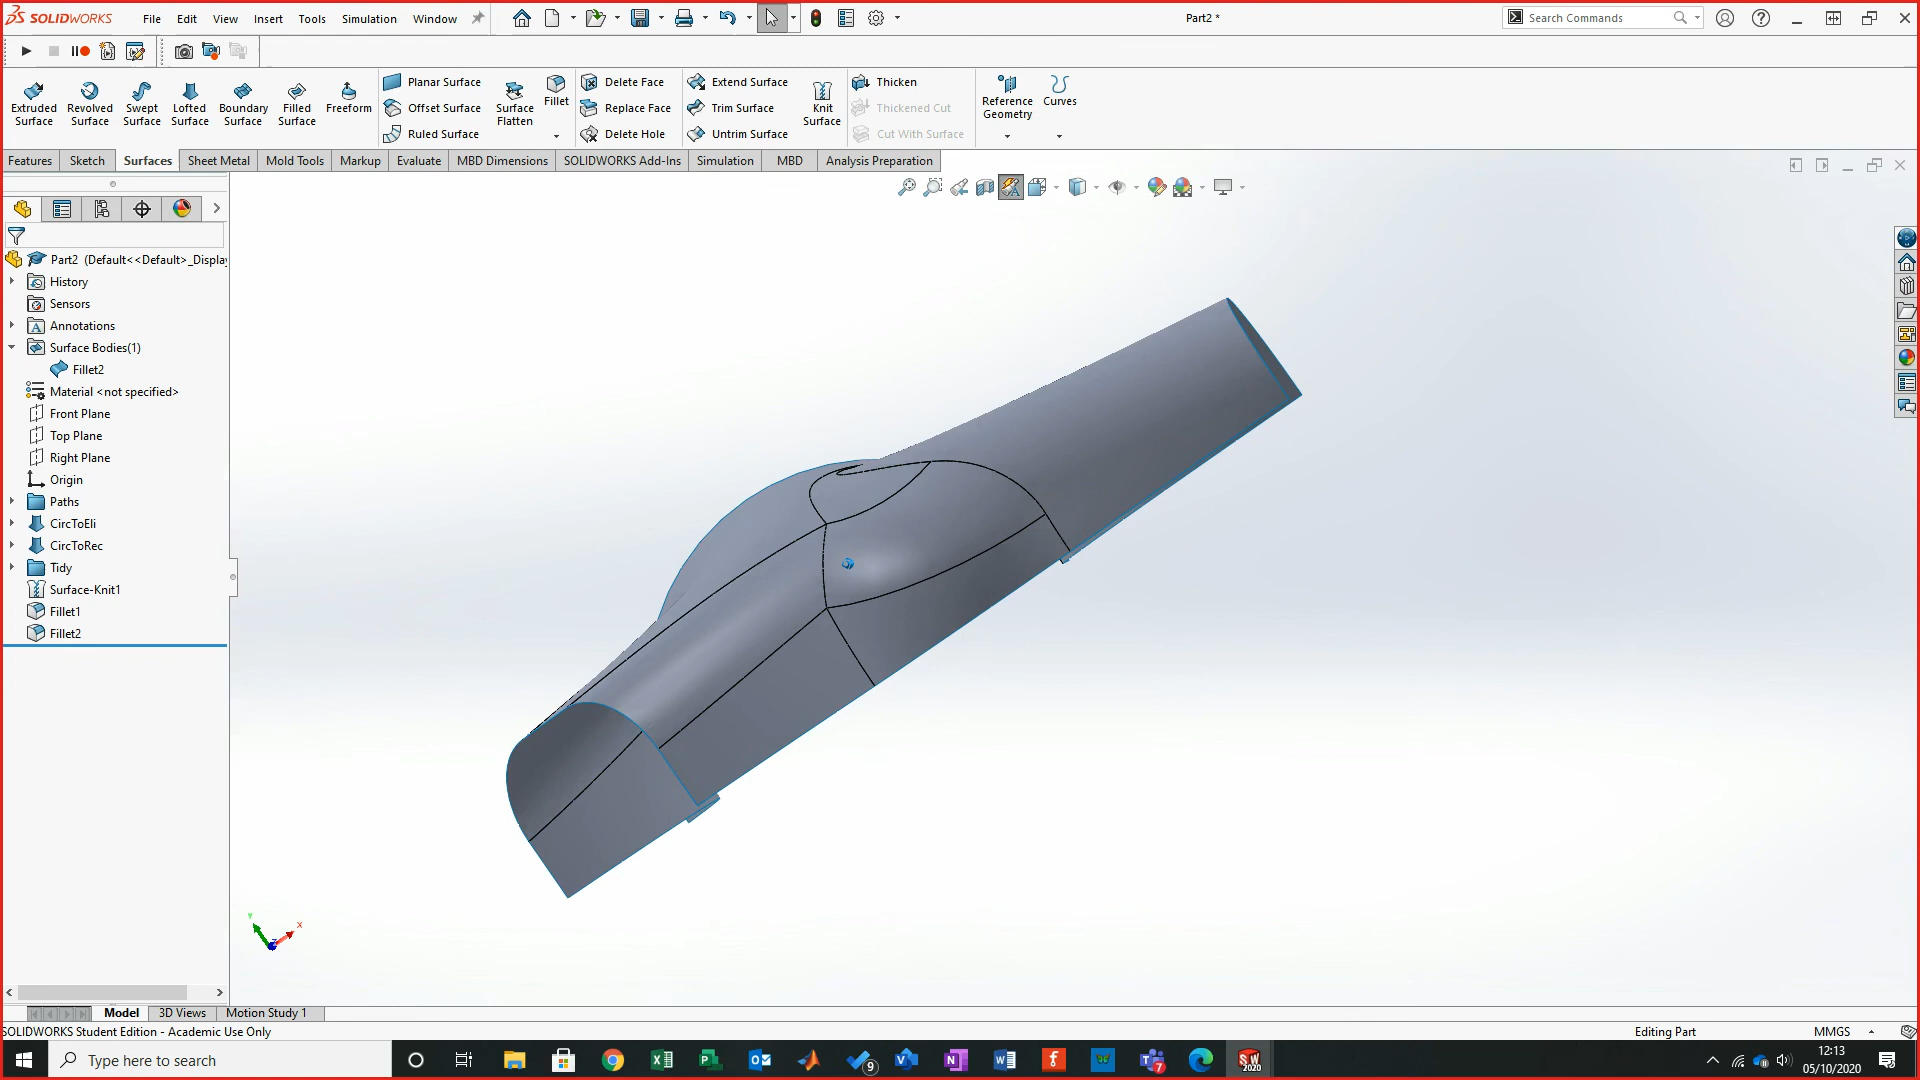 SOLIDWORKS File Edit View Insert Tools Simulation Window Part2 * Search Commands
Extruded Surface
Revolved Surface
Swept Surface
Lofted Surface
Boundary Surface
Filled Surface
Freeform
Planar Surface
Offset Surface
Ruled Surface
Surface Flatten
Fillet
Delete Face
Replace Face
Delete Hole
Extend Surface
Trim Surface
Untrim Surface
Knit Surface
Thicken
Thickened Cut
Cut With Surface
Reference Geometry
Curves
Features Sketch Surfaces Sheet Metal Mold Tools Markup Evaluate MBD Dimensions SOLIDWORKS Add-Ins Simulation MBD Analysis Preparation
Part2 (Default<<Default>_Display
History
Sensors
Annotations
Surface Bodies(1)
Fillet2
Material <not specified>
Front Plane
Top Plane
Right Plane
Origin
Paths
CircToEli
CircToRec
Tidy
Surface-Knit1
Fillet1
Fillet2
Y
X
Model 3D Views Motion Study 1
SOLIDWORKS Student Edition - Academic Use Only Editing Part MMGS
Type here to search
9
7
SW 2020
12:13
05/10/2020